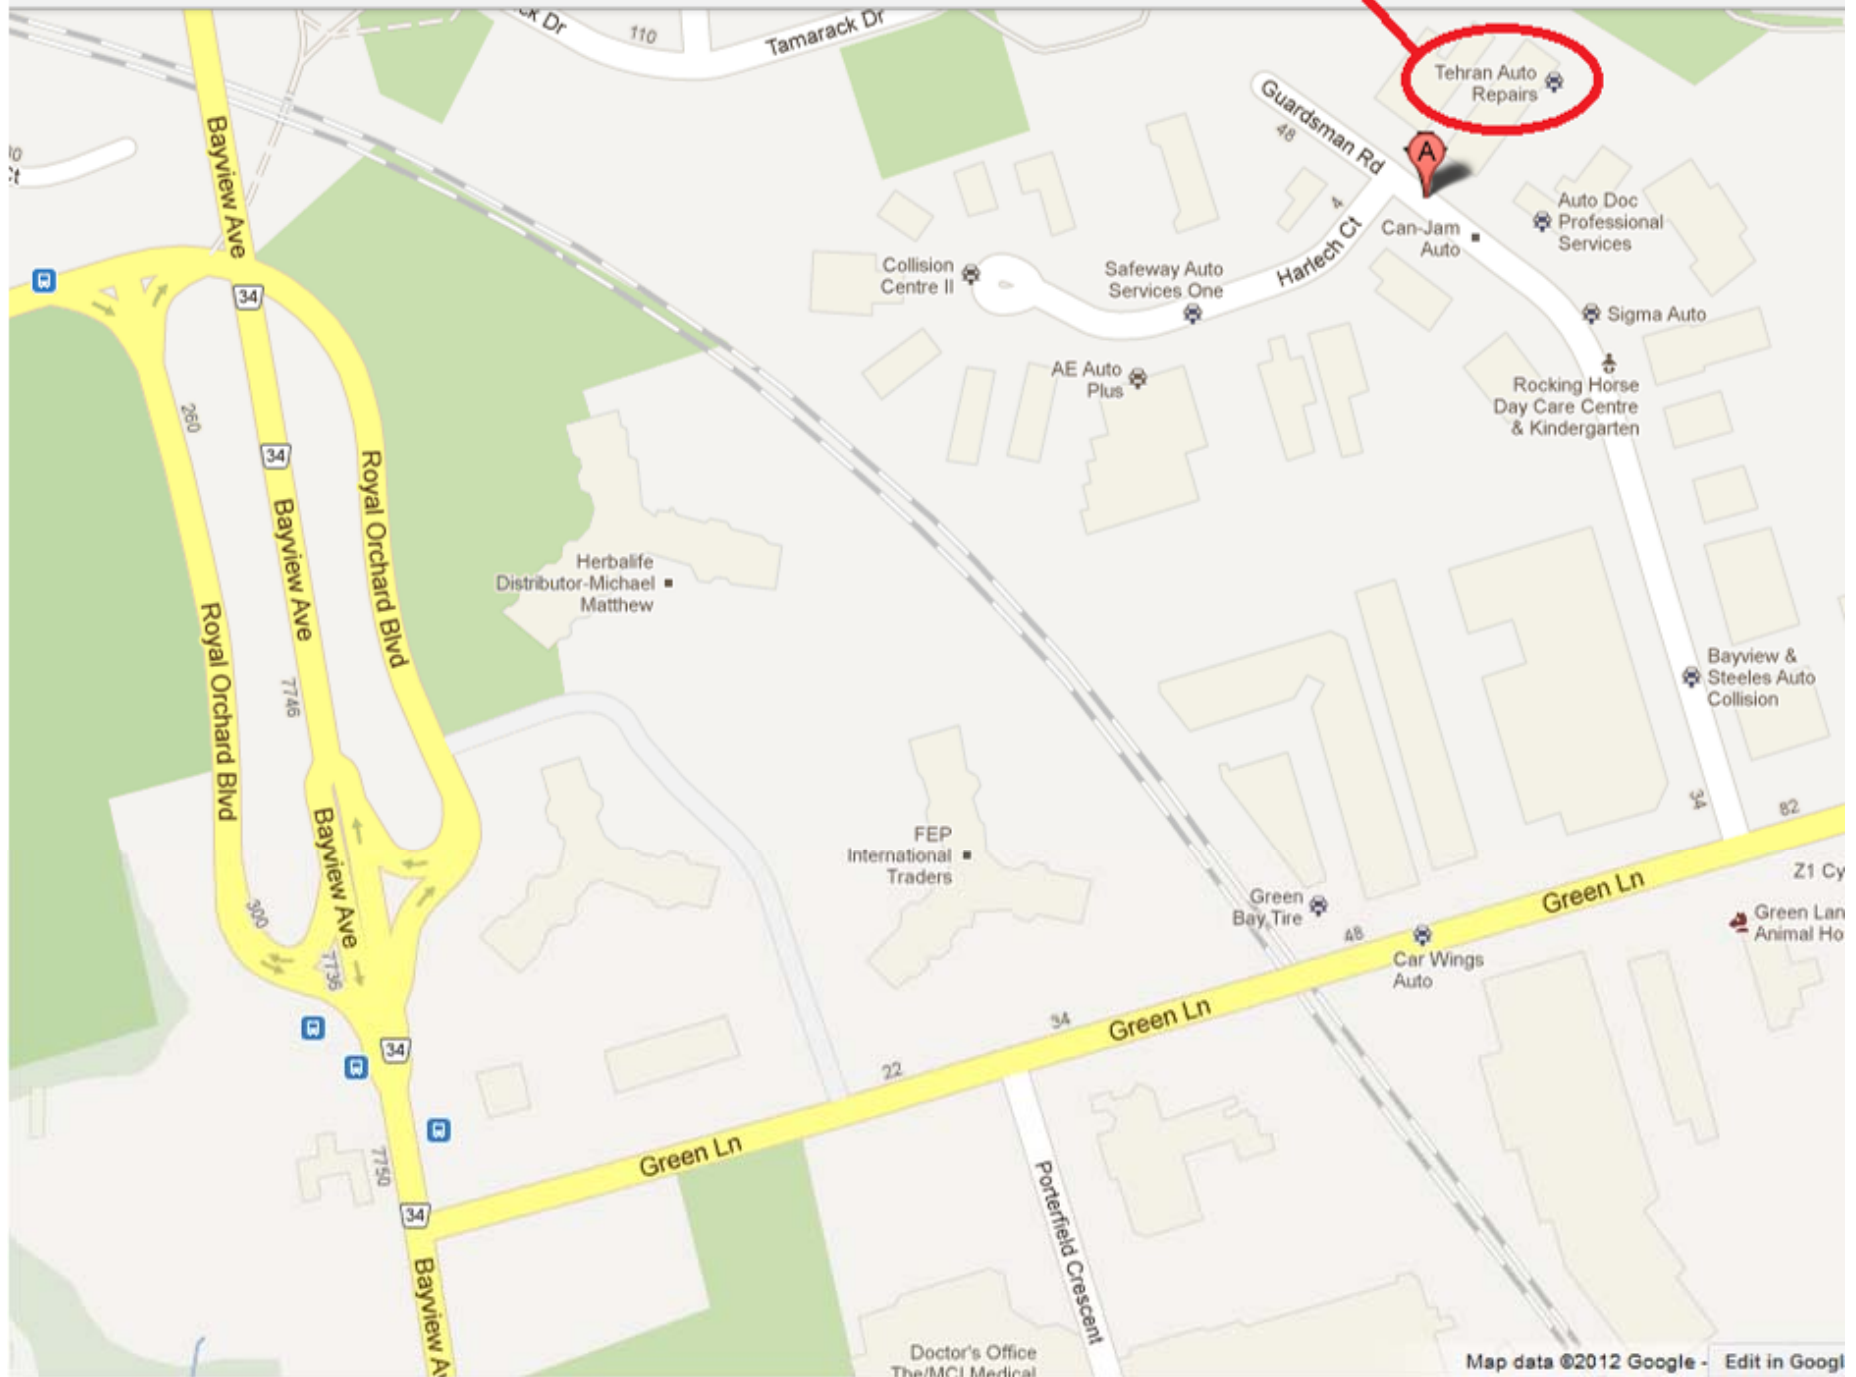 ck Dr
110
Tamarack Dr
Tehran Auto
Repairs
Guardsman Rd
48
A
Bayview Ave
4
Can-Jam
Auto
Auto Doc
Professional
Services
Harlech Ct
Collision
Centre II
Safeway Auto
Services One
34
Sigma Auto
AE Auto
Plus
Rocking Horse
Day Care Centre
& Kindergarten
260
34
Royal Orchard Blvd
Bayview Ave
Herbalife
Distributor-Michael
Matthew
Royal Orchard Blvd
7746
Bayview &
Steeles Auto
Collision
34
82
Bayview Ave
FEP
International
Traders
Green Ln
Z1 Cy
Green
Bay Tire
300
48
Green Lan
Animal Ho
Car Wings
Auto
7736
34
Green Ln
34
22
Green Ln
7750
34
Porterfield Crescent
Bayview Av
Doctor's Office
The/MCI Medical
Map data ©2012 Google -
Edit in Googl